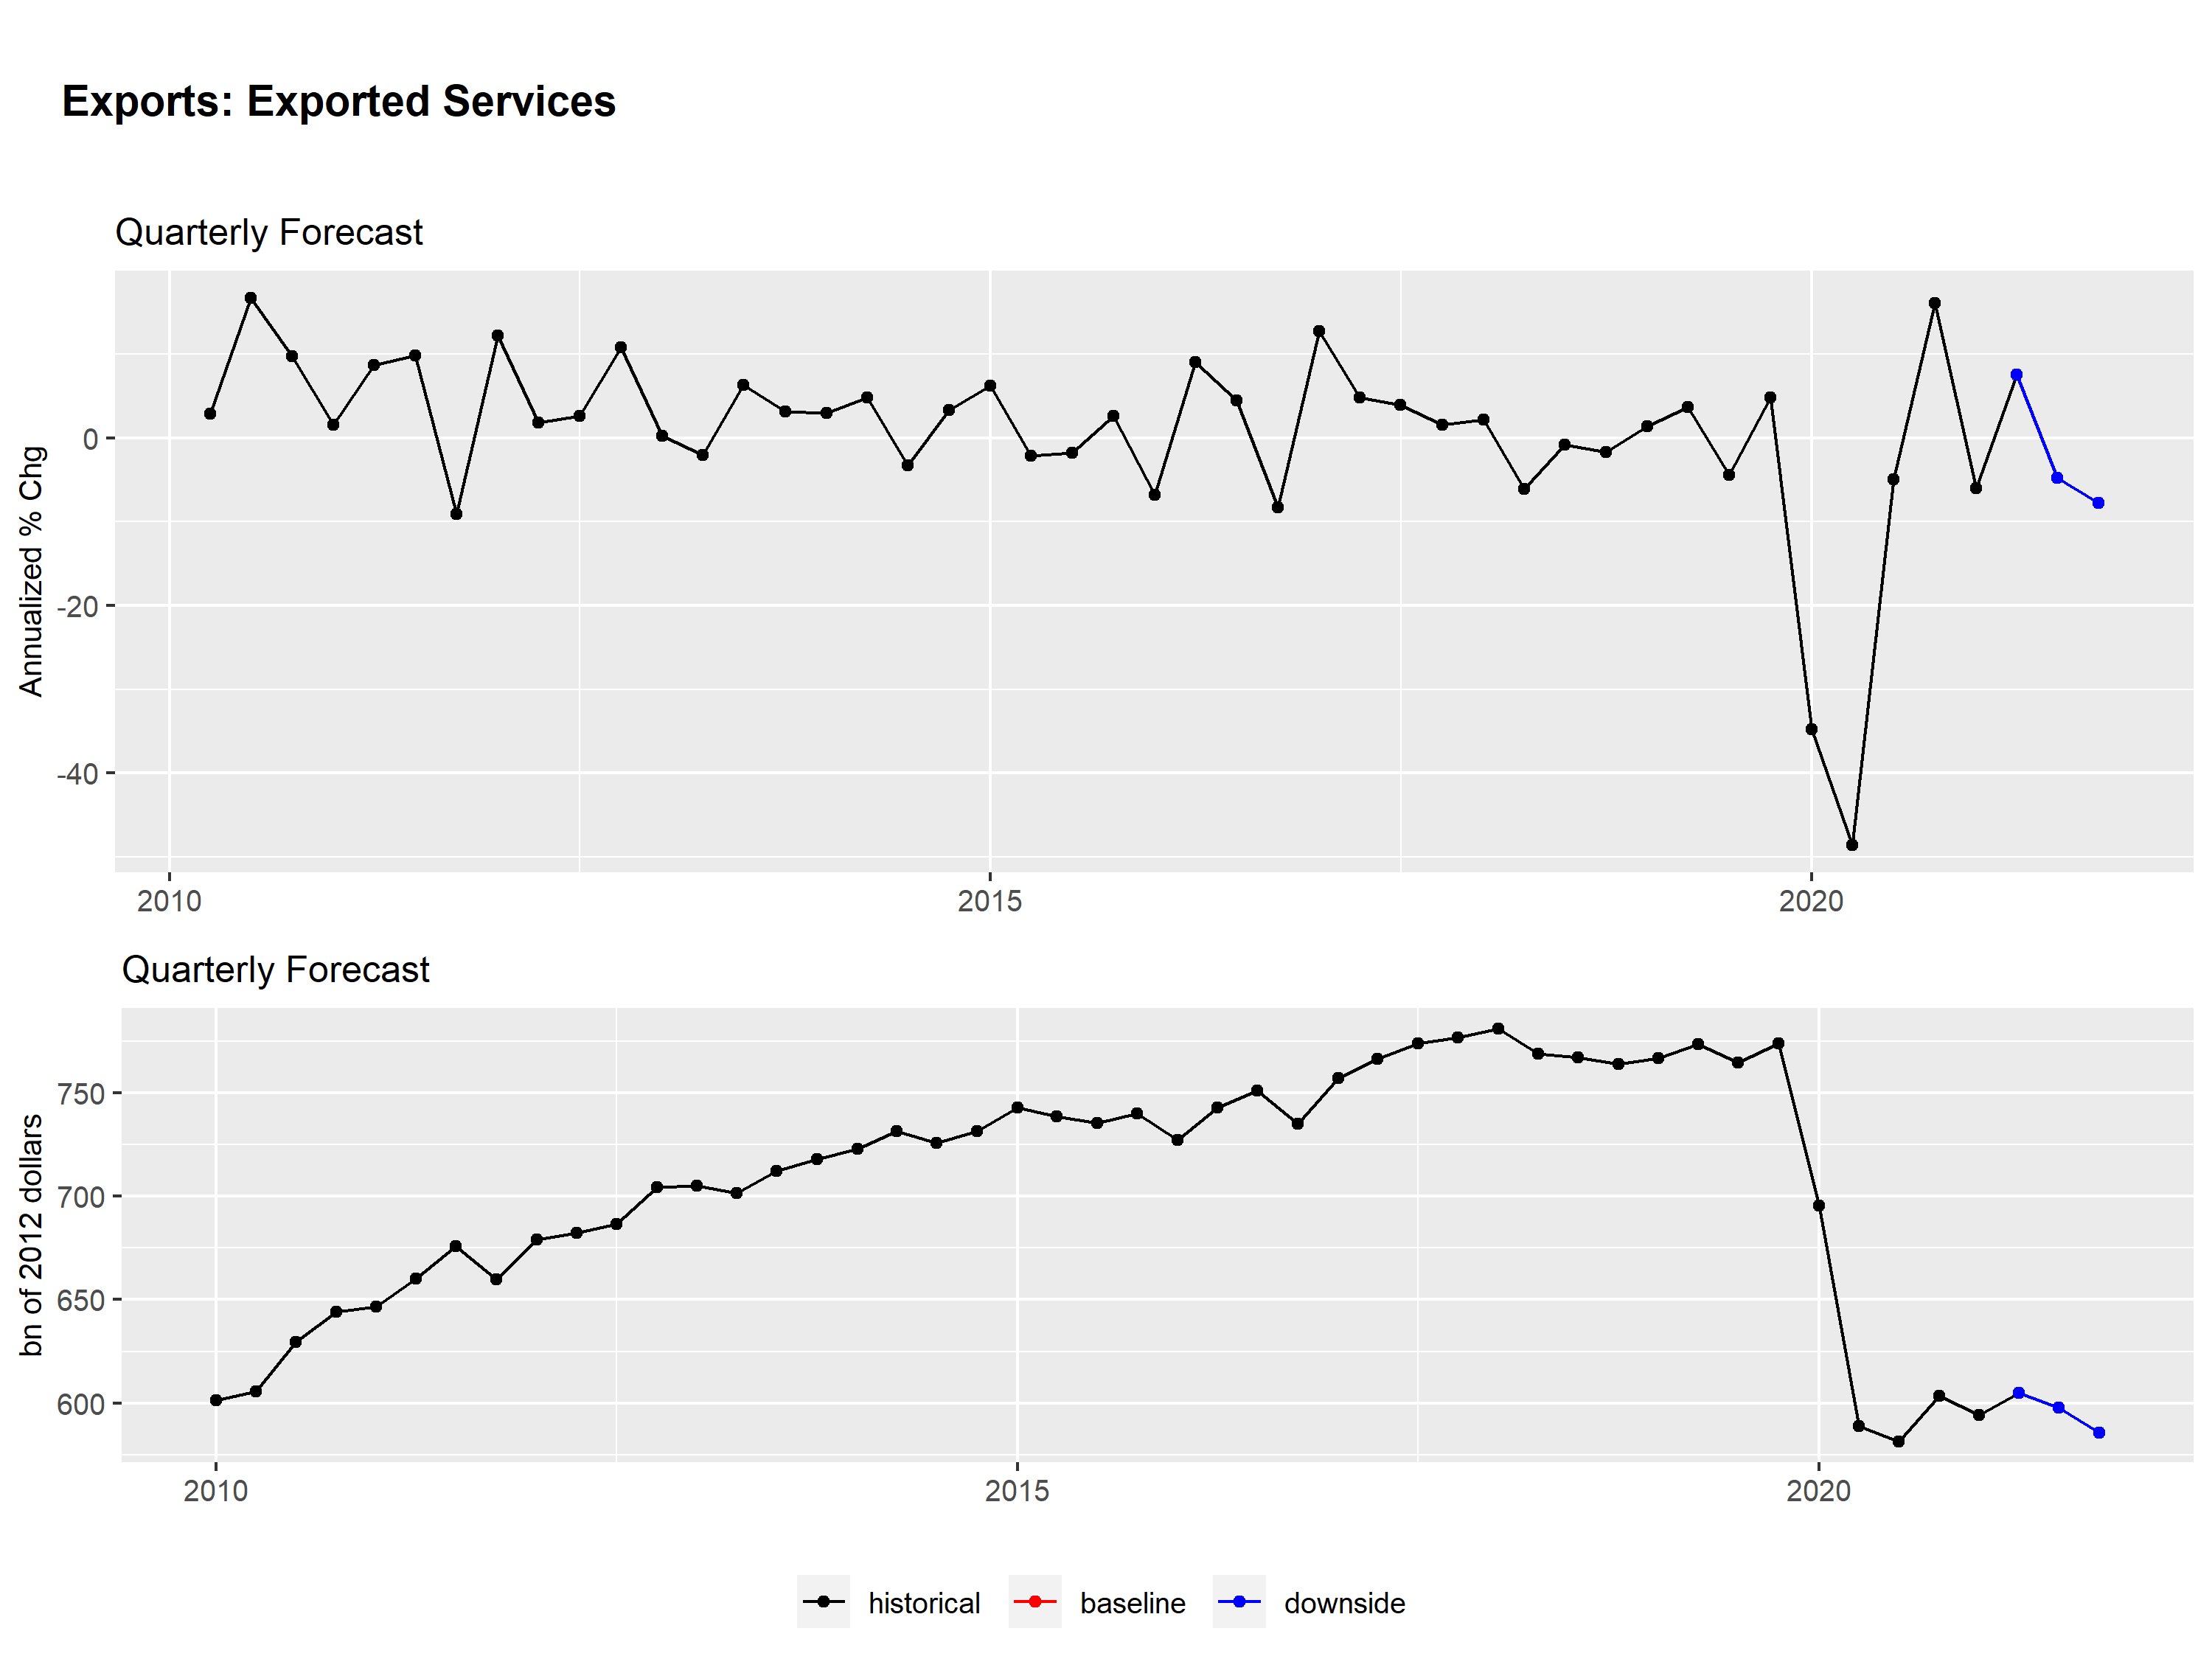 Exports: Exported Services
Quarterly Forecast
Annualized % Chg
0
-20
-40
2010
2015
2020
Quarterly Forecast
bn of 2012 dollars
750
700
650
600
2010
2015
2020
historical
baseline
downside